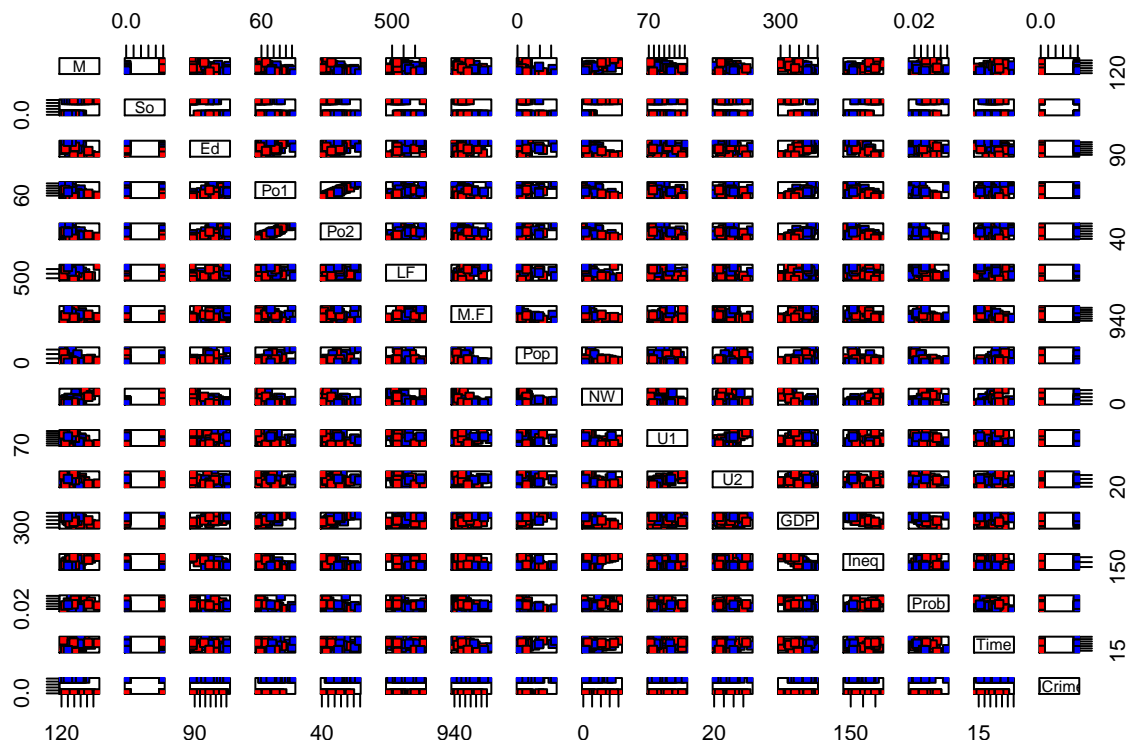 0.0 60 500 0 70 300 0.02 0.0
M 120
0.0 So
Ed 90
60 Po1
Po2 40
500 LF
M.F 940
0 Pop
NW 0
70 U1
U2 20
300 GDP
Ineq 150
0.02 Prob
Time 15
0.0 Crime
120 90 40 940 0 20 150 15